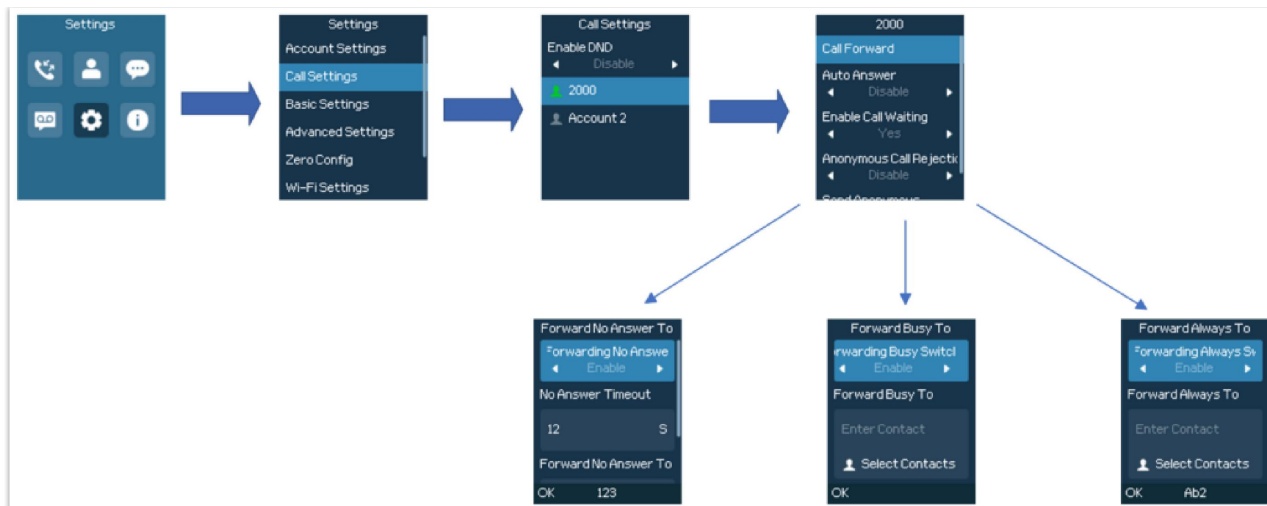 Settings
Settings
Account Settings
Call Settings
Basic Settings
Advanced Settings
Zero Config
Wi-Fi Settings
Call Settings
Enable DND
Disable
2000
Account 2
2000
Call Forward
Auto Answer
Disable
Enable Call Waiting
Yes
Anonymous Call Rejectic
Disable
Send Anonymous
Forward No Answer To
Forwarding No Answe
Enable
No Answer Timeout
12 S
Forward No Answer To
OK 123
Forward Busy To
rwarding Busy Switcl
Enable
Forward Busy To
Enter Contact
Select Contacts
OK
Forward Always To
Forwarding Always Sw
Enable
Forward Always To
Enter Contact
Select Contacts
OK Ab2